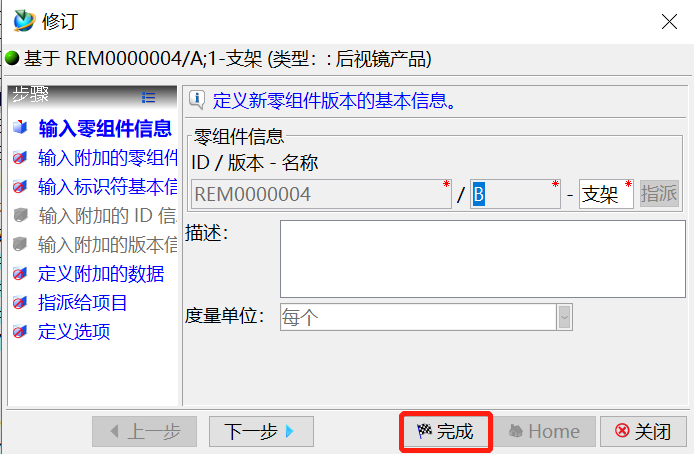 修订
基于 REM0000004/A;1-支架 (类型：: 后视镜产品)
步骤
输入零组件信息
输入附加的零组件
输入标识符基本信
输入附加的 ID 信
输入附加的版本信
定义附加的数据
指派给项目
定义选项
定义新零组件版本的基本信息。
零组件信息
ID / 版本 - 名称
REM0000004 * / B * - 支架 * 指派
描述：
度量单位： 每个
上一步 下一步 完成 Home 关闭